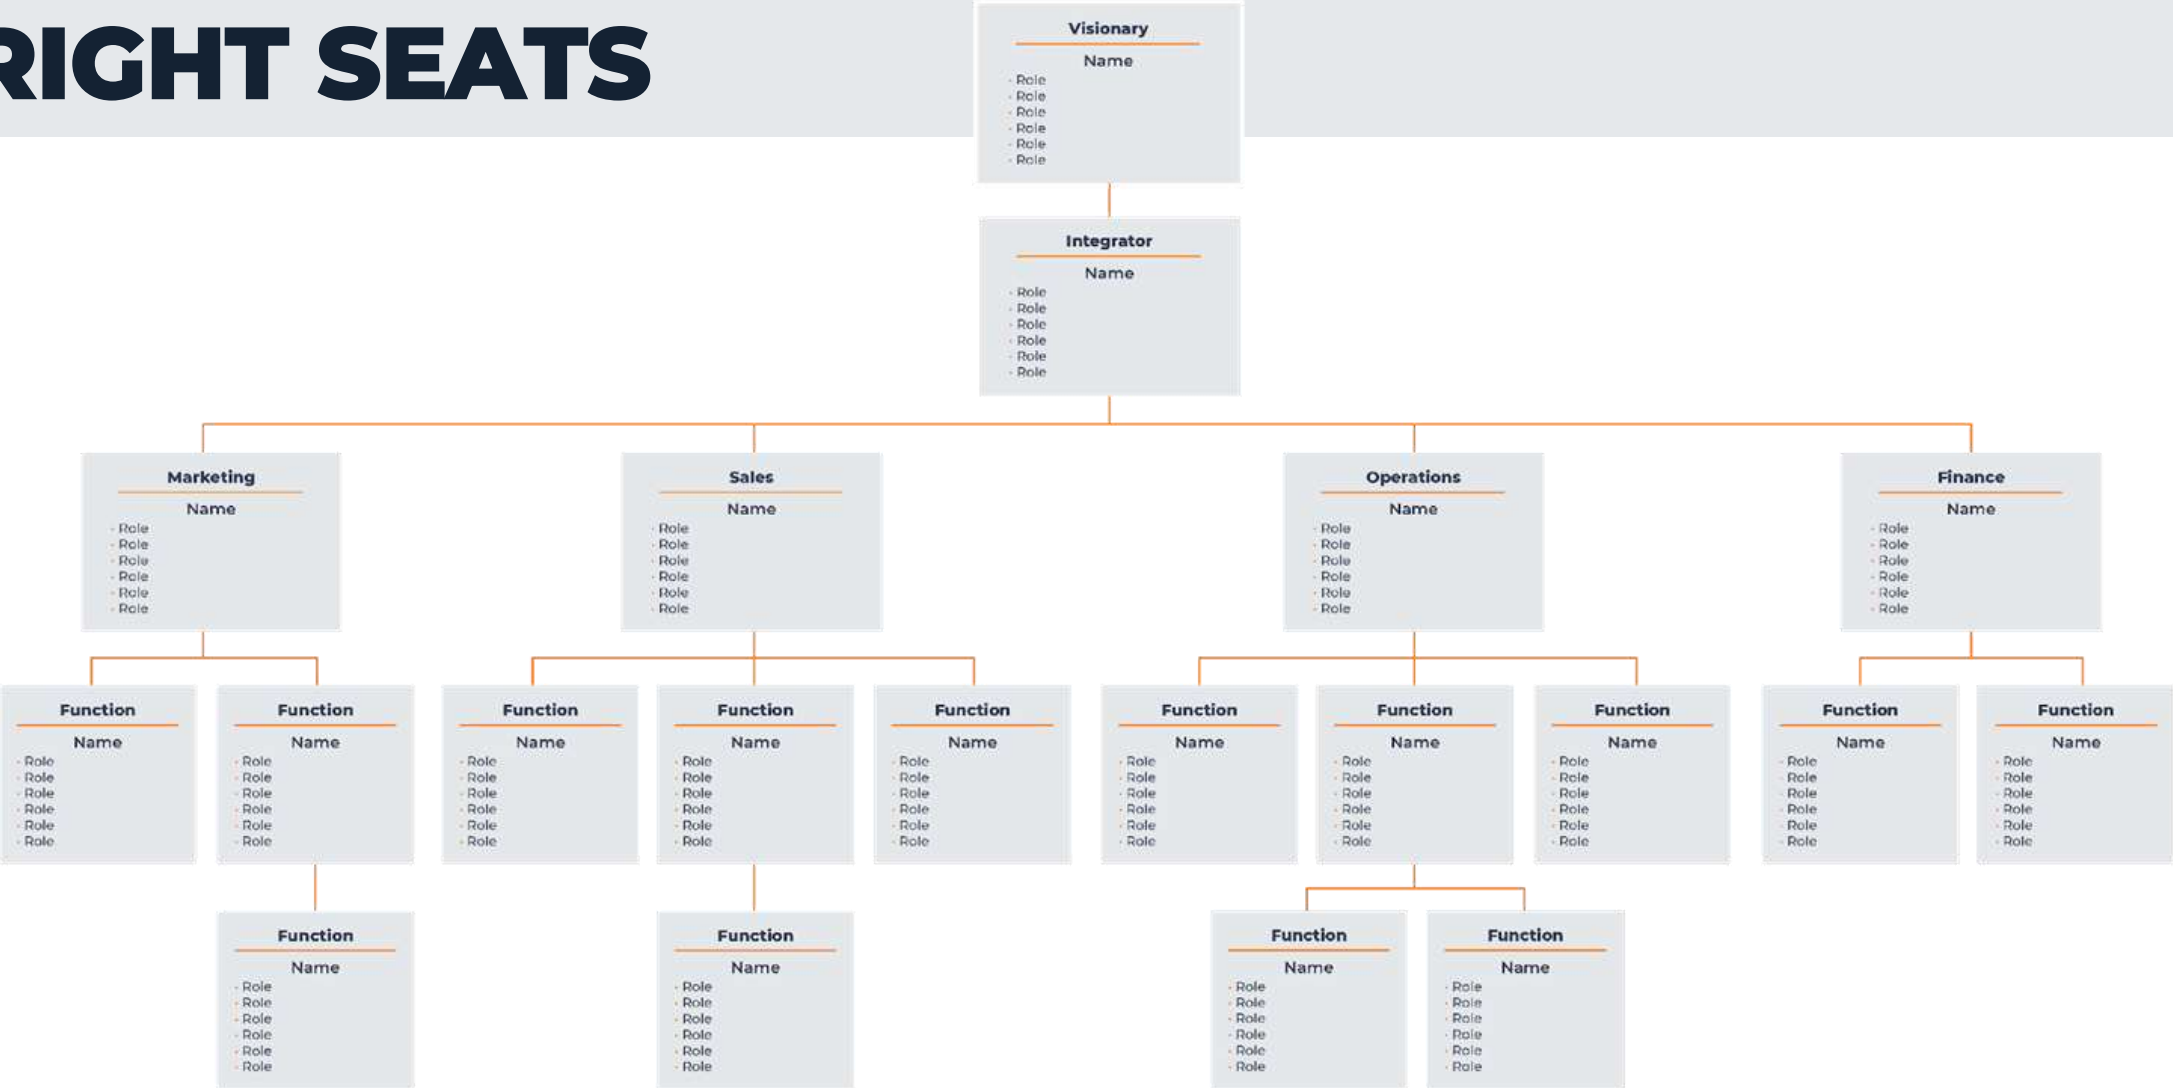 RIGHT SEATS
Visionary
Name
· Role
· Role
· Role
· Role
· Role
· Role
Integrator
Name
· Role
· Role
· Role
· Role
· Role
· Role
Marketing
Name
· Role
· Role
· Role
· Role
· Role
· Role
Sales
Name
· Role
· Role
· Role
· Role
· Role
· Role
Operations
Name
· Role
· Role
· Role
· Role
· Role
· Role
Finance
Name
· Role
· Role
· Role
· Role
· Role
· Role
Function
Name
· Role
· Role
· Role
· Role
· Role
· Role
Function
Name
· Role
· Role
· Role
· Role
· Role
· Role
Function
Name
· Role
· Role
· Role
· Role
· Role
· Role
Function
Name
· Role
· Role
· Role
· Role
· Role
· Role
Function
Name
· Role
· Role
· Role
· Role
· Role
· Role
Function
Name
· Role
· Role
· Role
· Role
· Role
· Role
Function
Name
· Role
· Role
· Role
· Role
· Role
· Role
Function
Name
· Role
· Role
· Role
· Role
· Role
· Role
Function
Name
· Role
· Role
· Role
· Role
· Role
· Role
Function
Name
· Role
· Role
· Role
· Role
· Role
· Role
Function
Name
· Role
· Role
· Role
· Role
· Role
· Role
Function
Name
· Role
· Role
· Role
· Role
· Role
· Role
Function
Name
· Role
· Role
· Role
· Role
· Role
· Role
Function
Name
· Role
· Role
· Role
· Role
· Role
· Role